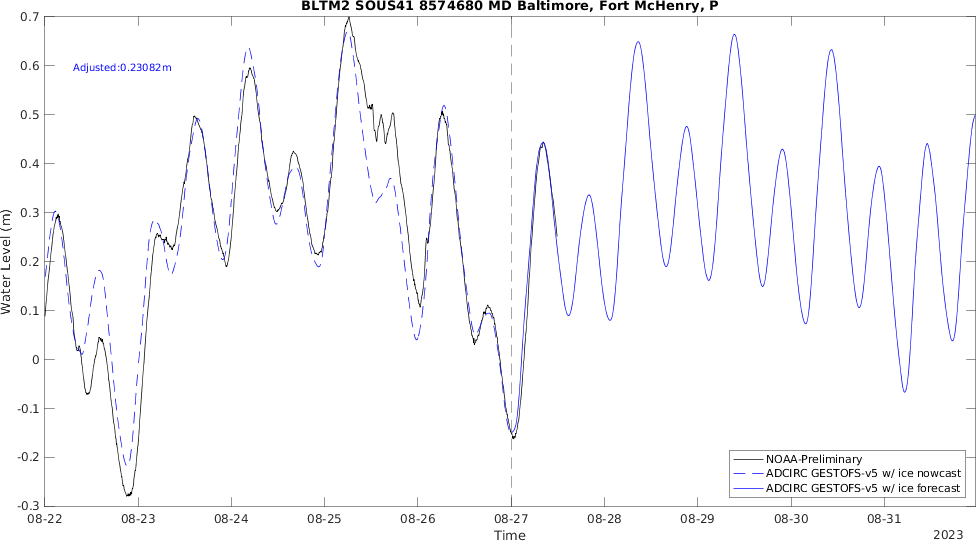 BLTM2 SOUS41 8574680 MD Baltimore, Fort McHenry, P
Adjusted:0.23082m
Water Level (m)
0.7
0.6
0.5
0.4
0.3
0.2
0.1
0
-0.1
-0.2
-0.3
NOAA-Preliminary
ADCIRC GESTOFS-v5 w/ ice nowcast
ADCIRC GESTOFS-v5 w/ ice forecast
08-22 08-23 08-24 08-25 08-26 08-27 08-28 08-29 08-30 08-31
Time
2023